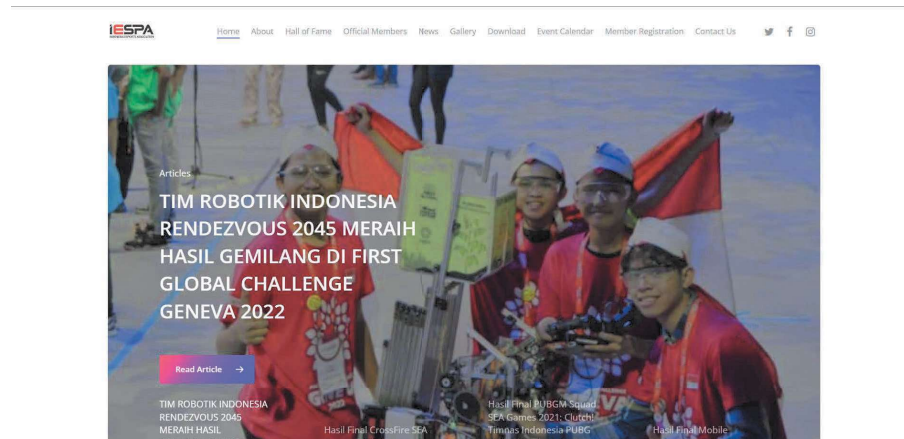 iESPA
INDONESIA ESPORTS ASSOCIATION
Home About Hall of Fame Official Members News Gallery Download Event Calendar Member Registration Contact Us
Articles
TIM ROBOTIK INDONESIA
RENDEZVOUS 2045 MERAIH
HASIL GEMILANG DI FIRST
GLOBAL CHALLENGE
GENEVA 2022
Read Article →
TIM ROBOTIK INDONESIA
RENDEZVOUS 2045
MERAIH HASIL
Hasil Final CrossFire SEA
Hasil Final PUBGM Squad
SEA Games 2021: Clutch!
Timnas Indonesia PUBG
Hasil Final Mobile